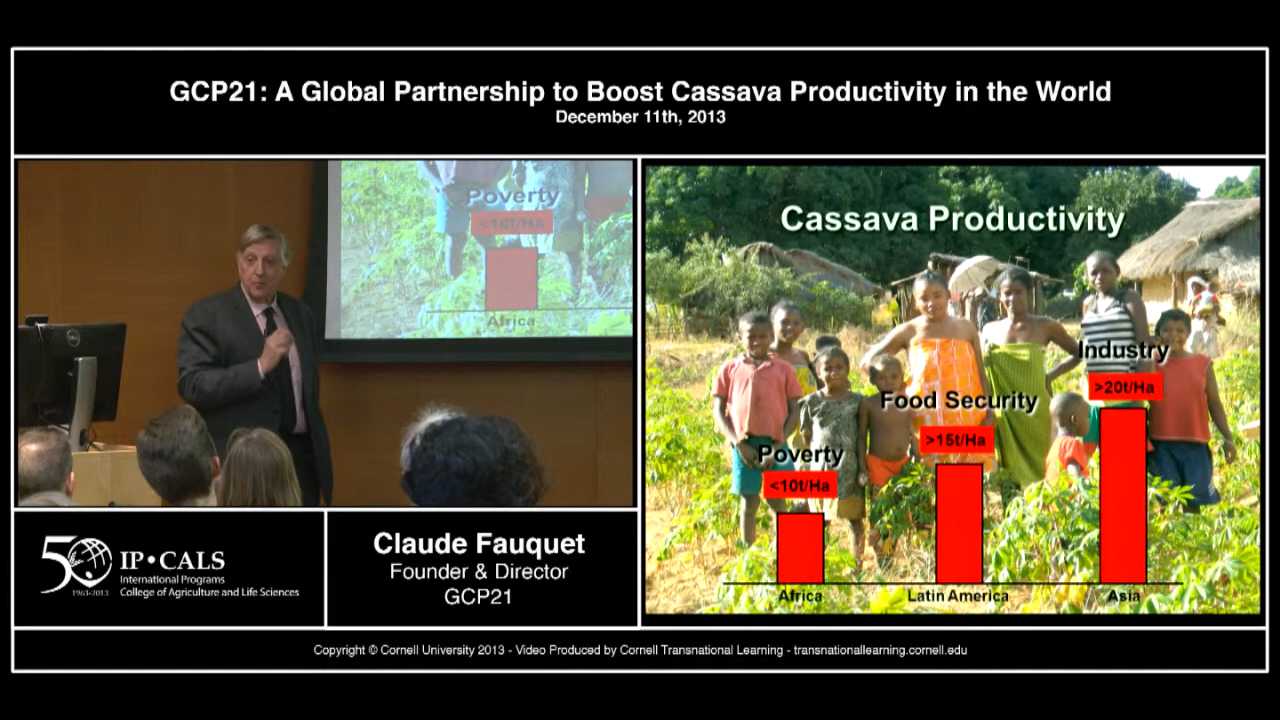 GCP21: A Global Partnership to Boost Cassava Productivity in the World
December 11th, 2013
Poverty
<10t/Ha
Africa
Cassava Productivity
Industry
>20t/Ha
Food Security
>15t/Ha
Poverty
<10t/Ha
Africa
Latin America
Asia
50
1963-2013
IP•CALS
International Programs
College of Agriculture and Life Sciences
Claude Fauquet
Founder & Director
GCP21
Copyright © Cornell University 2013 - Video Produced by Cornell Transnational Learning - transnationallearning.cornell.edu